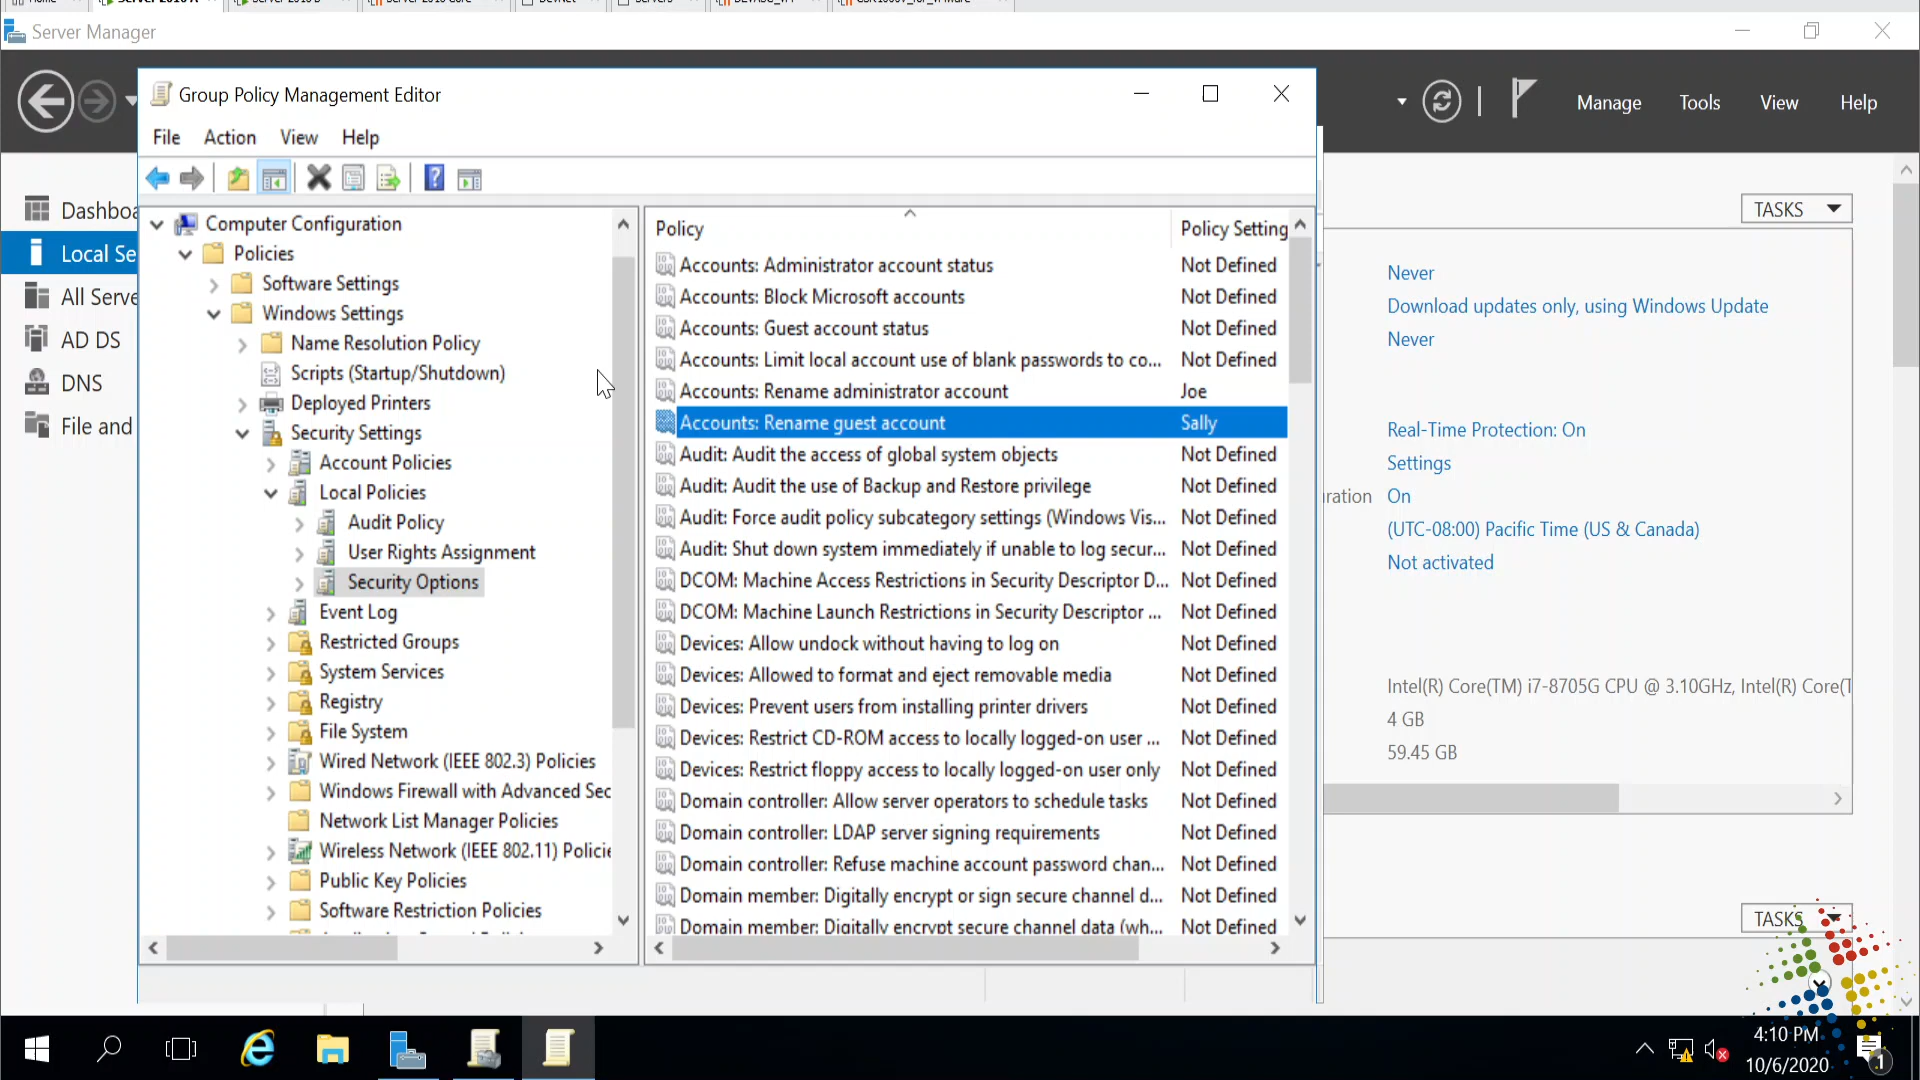 Home
Server 2016 A
Server 2016 B
Server 2016 Core
DevNet
Servers
CSR1000v_for_VMware
Server Manager
Group Policy Management Editor
Manage
Tools
View
Help
File
Action
View
Help
Dashboa
Local Se
All Serve
AD DS
DNS
File and
Computer Configuration
Policies
Software Settings
Windows Settings
Name Resolution Policy
Scripts (Startup/Shutdown)
Deployed Printers
Security Settings
Account Policies
Local Policies
Audit Policy
User Rights Assignment
Security Options
Event Log
Restricted Groups
System Services
Registry
File System
Wired Network (IEEE 802.3) Policies
Windows Firewall with Advanced Sec
Network List Manager Policies
Wireless Network (IEEE 802.11) Policie
Public Key Policies
Software Restriction Policies
Policy Policy Setting
Accounts: Administrator account status Not Defined
Accounts: Block Microsoft accounts Not Defined
Accounts: Guest account status Not Defined
Accounts: Limit local account use of blank passwords to co... Not Defined
Accounts: Rename administrator account Joe
Accounts: Rename guest account Sally
Audit: Audit the access of global system objects Not Defined
Audit: Audit the use of Backup and Restore privilege Not Defined
Audit: Force audit policy subcategory settings (Windows Vis... Not Defined
Audit: Shut down system immediately if unable to log secur... Not Defined
DCOM: Machine Access Restrictions in Security Descriptor D... Not Defined
DCOM: Machine Launch Restrictions in Security Descriptor ... Not Defined
Devices: Allow undock without having to log on Not Defined
Devices: Allowed to format and eject removable media Not Defined
Devices: Prevent users from installing printer drivers Not Defined
Devices: Restrict CD-ROM access to locally logged-on user ... Not Defined
Devices: Restrict floppy access to locally logged-on user only Not Defined
Domain controller: Allow server operators to schedule tasks Not Defined
Domain controller: LDAP server signing requirements Not Defined
Domain controller: Refuse machine account password chan... Not Defined
Domain member: Digitally encrypt or sign secure channel d... Not Defined
Domain member: Digitally encrypt secure channel data (wh... Not Defined
TASKS
Never
Download updates only, using Windows Update
Never
Real-Time Protection: On
Settings
uration On
(UTC-08:00) Pacific Time (US & Canada)
Not activated
Intel(R) Core(TM) i7-8705G CPU @ 3.10GHz, Intel(R) Core(T
4 GB
59.45 GB
TASKS
4:10 PM
10/6/2020
1